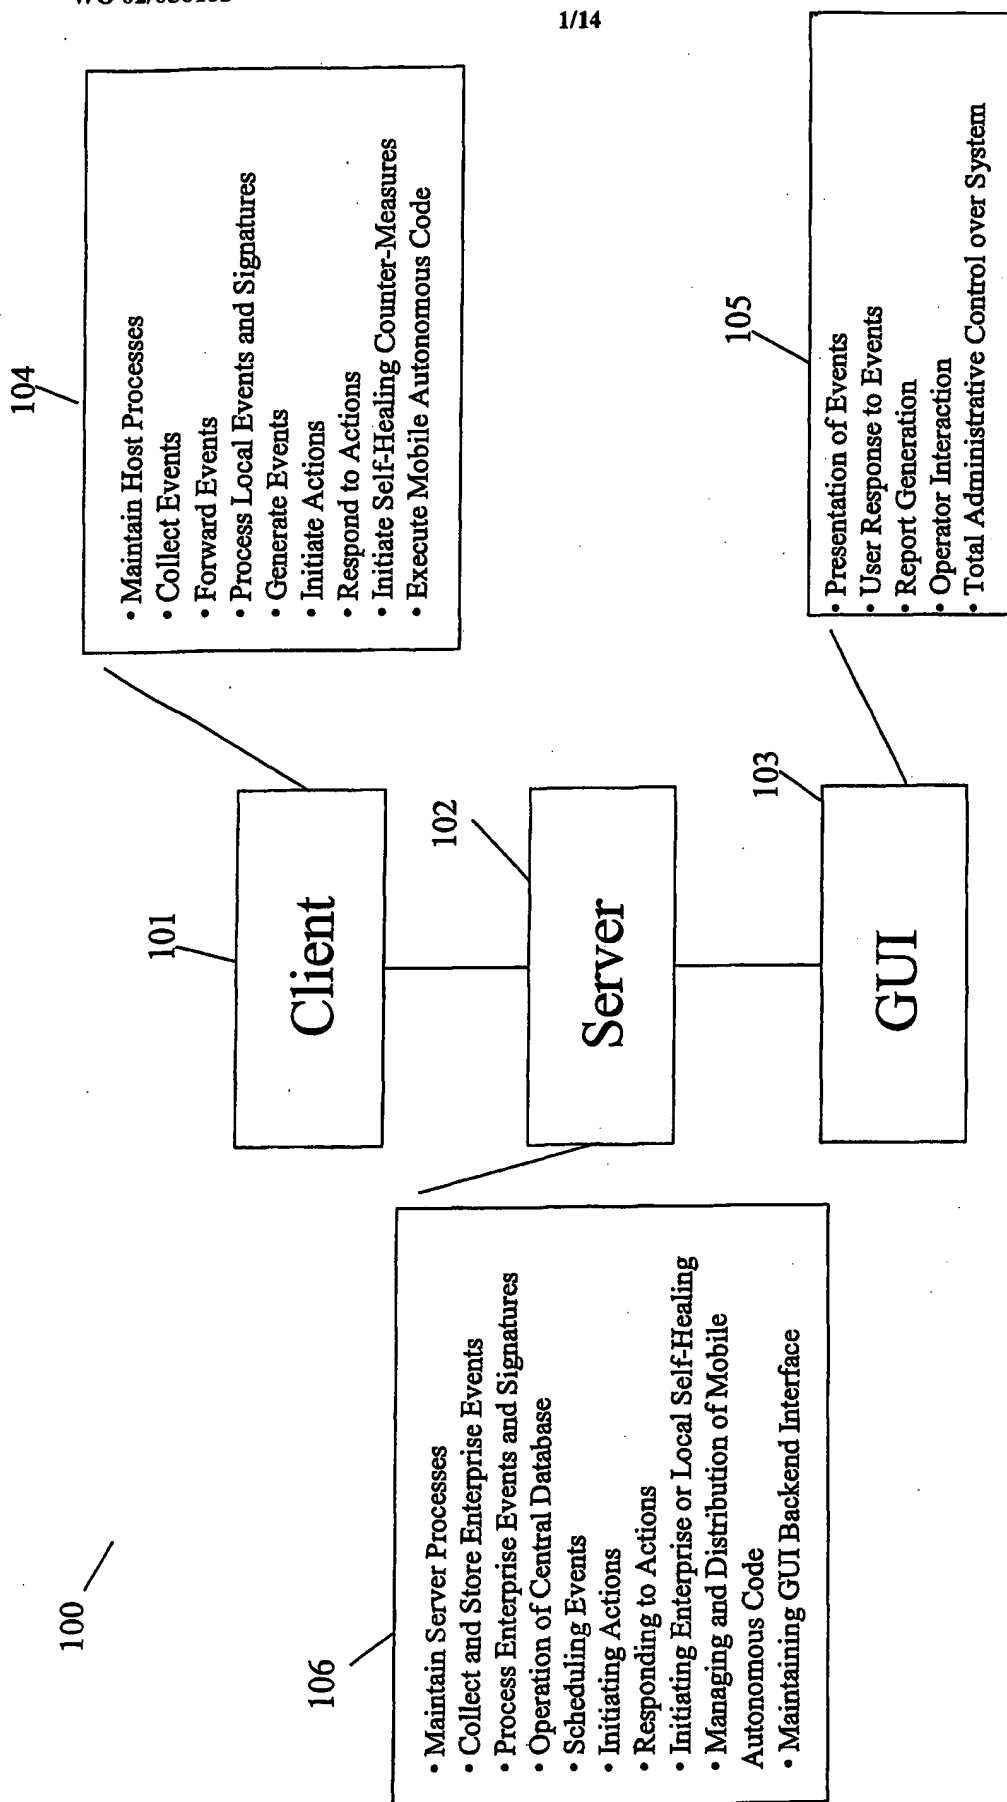 1/14
100
104
• Maintain Host Processes
• Collect Events
• Forward Events
• Process Local Events and Signatures
• Generate Events
• Initiate Actions
• Respond to Actions
• Initiate Self-Healing Counter-Measures
• Execute Mobile Autonomous Code
101
Client
102
Server
103
GUI
105
• Presentation of Events
• User Response to Events
• Report Generation
• Operator Interaction
• Total Administrative Control over System
106
• Maintain Server Processes
• Collect and Store Enterprise Events
• Process Enterprise Events and Signatures
• Operation of Central Database
• Scheduling Events
• Initiating Actions
• Responding to Actions
• Initiating Enterprise or Local Self-Healing
• Managing and Distribution of Mobile
Autonomous Code
• Maintaining GUI Backend Interface